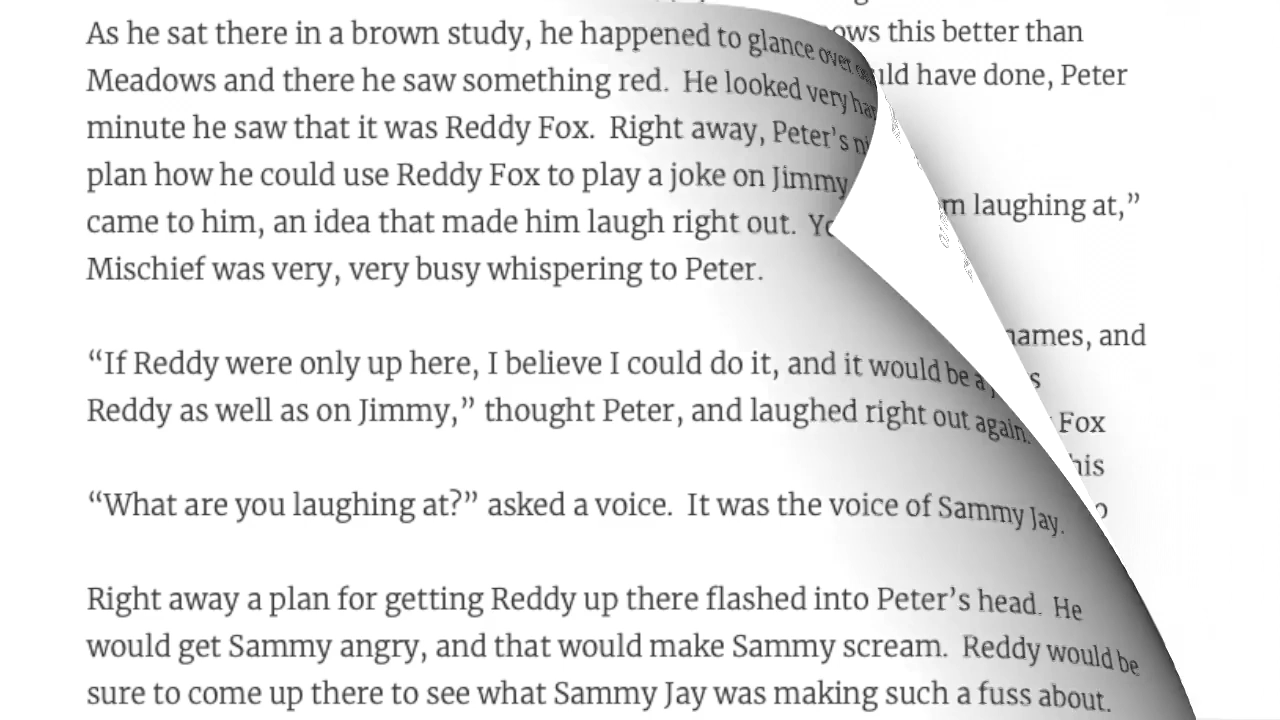 As he sat there in a brown study, he happened to glance over
Meadows and there he saw something red. He looked very
minute he saw that it was Reddy Fox. Right away, Peter's
plan how he could use Reddy Fox to play a joke on Jimmy
came to him, an idea that made him laugh right out.
Mischief was very, very busy whispering to Peter.
“If Reddy were only up here, I believe I could do it, and it would be a
Reddy as well as on Jimmy,” thought Peter, and laughed right out again.
“What are you laughing at?” asked a voice. It was the voice of Sammy Jay.
Right away a plan for getting Reddy up there flashed into Peter’s head. He
would get Sammy angry, and that would make Sammy scream. Reddy would be
sure to come up there to see what Sammy Jay was making such a fuss about.
this better than
have done, Peter
laughing at,”
and
Fox